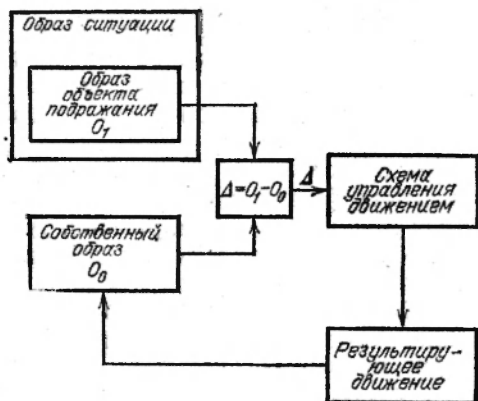 Образ ситуации
Образ
объекта
подражания
O₁
Δ=O₁-O₀
Δ
Схема
управления
движением
Собственный
образ
O₀
Результиру-
ющее
движение